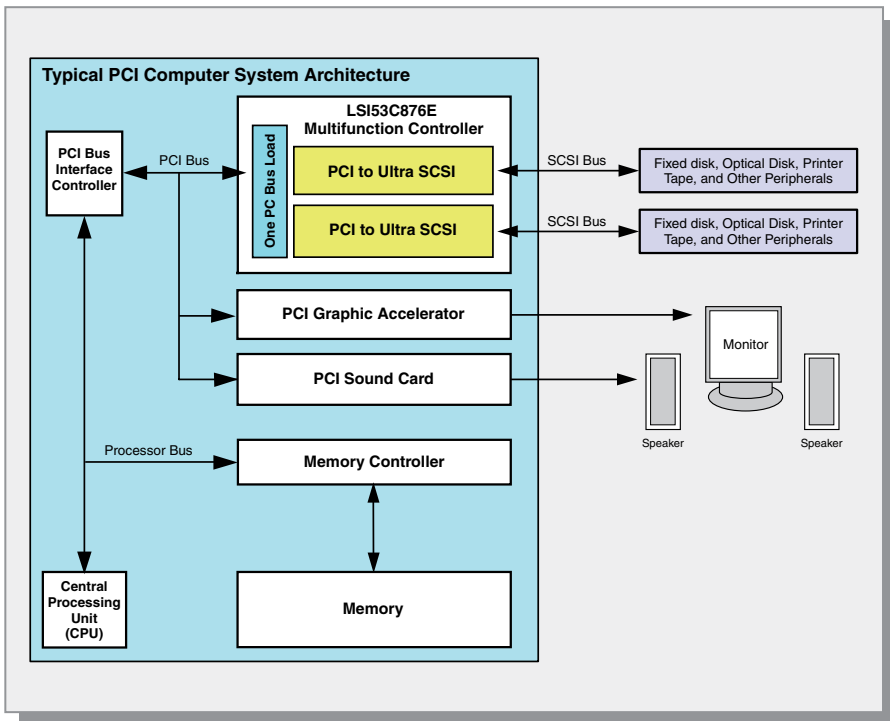 Typical PCI Computer System Architecture
LSI53C876E
Multifunction Controller
PCI Bus
Interface
Controller
PCI Bus
One PC Bus Load
PCI to Ultra SCSI
SCSI Bus
Fixed disk, Optical Disk, Printer
Tape, and Other Peripherals
PCI to Ultra SCSI
SCSI Bus
Fixed disk, Optical Disk, Printer
Tape, and Other Peripherals
PCI Graphic Accelerator
Monitor
PCI Sound Card
Speaker
Speaker
Processor Bus
Memory Controller
Central
Processing
Unit
(CPU)
Memory